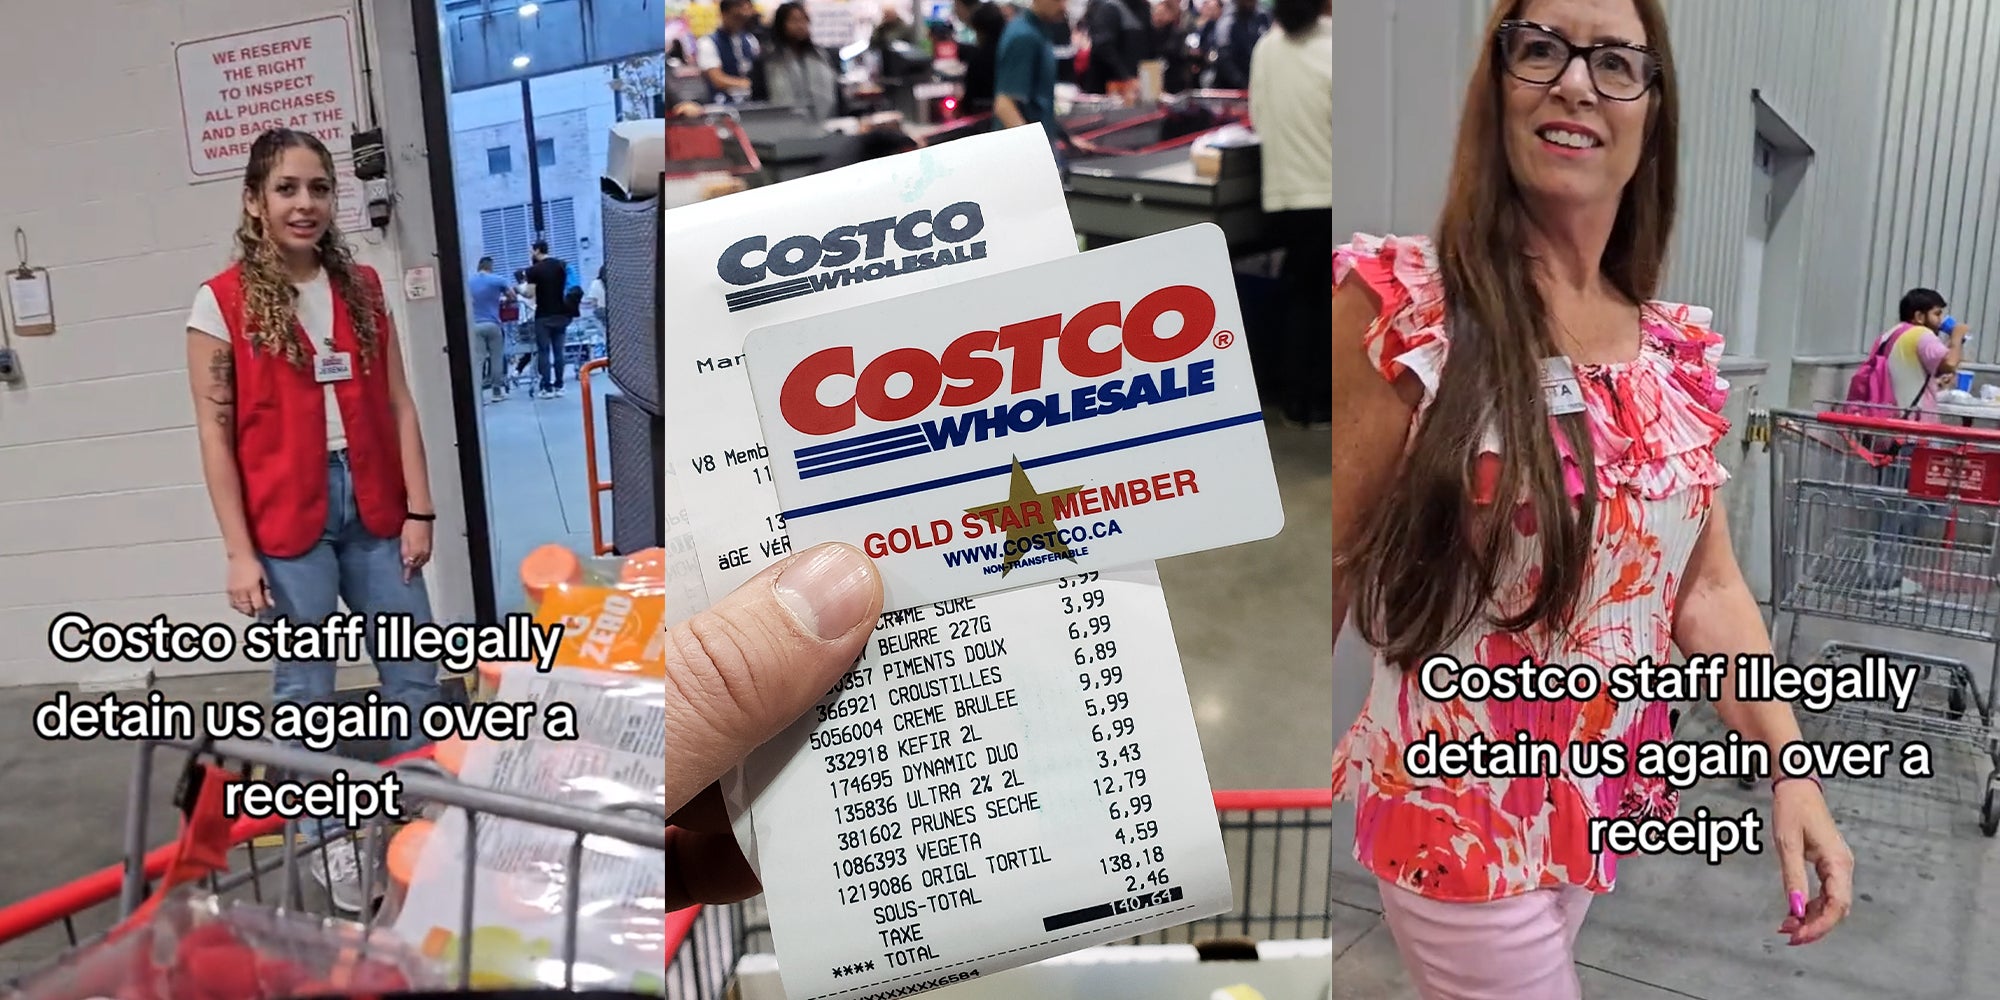 WE RESERVE
THE RIGHT
TO INSPECT
ALL PURCHASES
AND BAGS AT THE
EXIT.
JESENIA
ZERO
Costco staff illegally
detain us again over a
receipt
COSTCO
WHOLESALE
V8 Memb
11
13
COSTCO®
WHOLESALE
GOLD STAR MEMBER
WWW.COSTCO.CA
NON-TRANSFERABLE
3,99
SURE 3,99
BEURRE 227G 6,99
PIMENTS DOUX 6,89
366921 CROUSTILLES 9,99
5056004 CREME BRULEE 5,99
332918 KEFIR 2L 6,99
174695 DYNAMIC DUO 3,43
135836 ULTRA 2% 2L 12,79
381602 PRUNES SECHE 6,99
1086393 VEGETA 4,59
1219086 ORIGL TORTIL 138,18
SOUS-TOTAL 2,46
TAXE 140,64
**** TOTAL
Costco staff illegally
detain us again over a
receipt